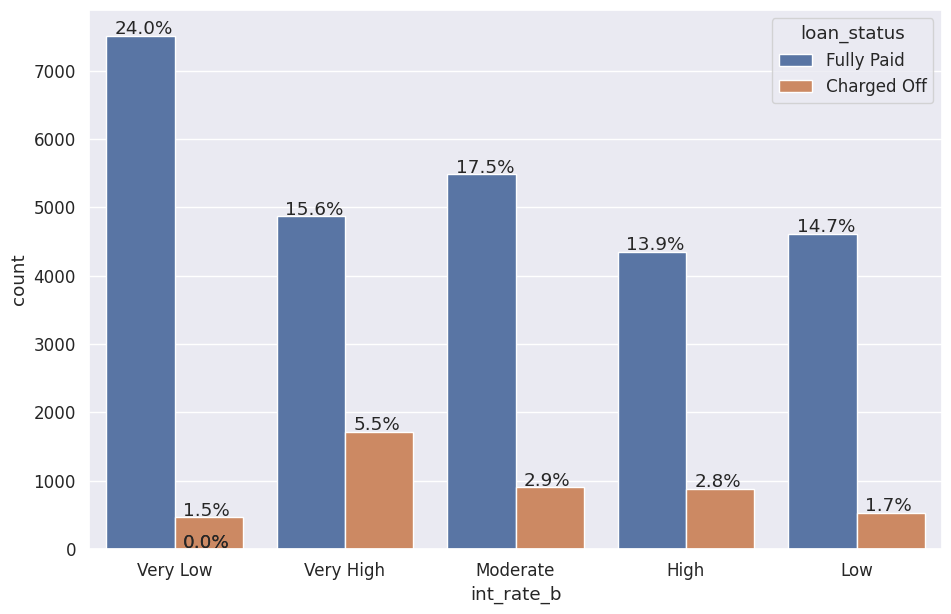 24.0%
loan_status
Fully Paid
Charged Off
7000
6000
17.5%
15.6%
5000
14.7%
13.9%
4000
3000
2000
5.5%
1000
2.9%
2.8%
1.7%
1.5%
0.0%
0
Very Low
Very High
Moderate
High
Low
count
int_rate_b